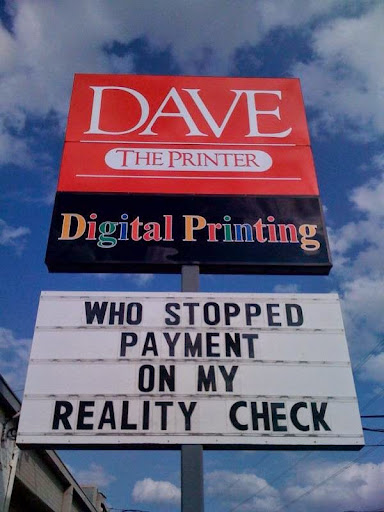 DAVE
THE PRINTER
Digital Printing
WHO STOPPED
PAYMENT
ON MY
REALITY CHECK